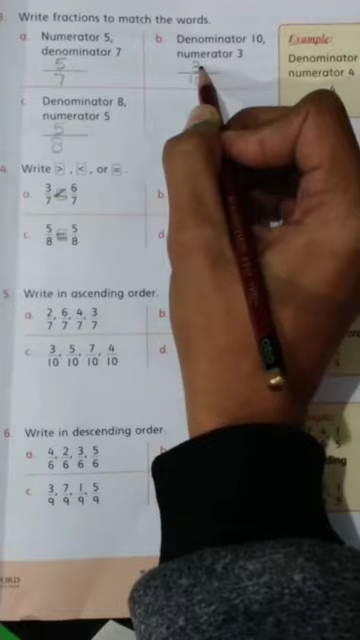 3. Write fractions to match the words.
a. Numerator 5,
denominator 7
5
7
b. Denominator 10,
numerator 3
3
Example:
Denominator
numerator 4
c. Denominator 8,
numerator 5
5
8
4. Write >, <, or =.
a. 3/7 < 6/7
b.
c. 5/8 = 5/8
d.
5. Write in ascending order.
a. 2/7, 6/7, 4/7, 3/7
b.
c. 3/10, 5/10, 7/10, 4/10
d.
6. Write in descending order.
a. 4/6, 2/6, 3/6, 5/6
b
c 3/9, 7/9, 1/9, 5/9